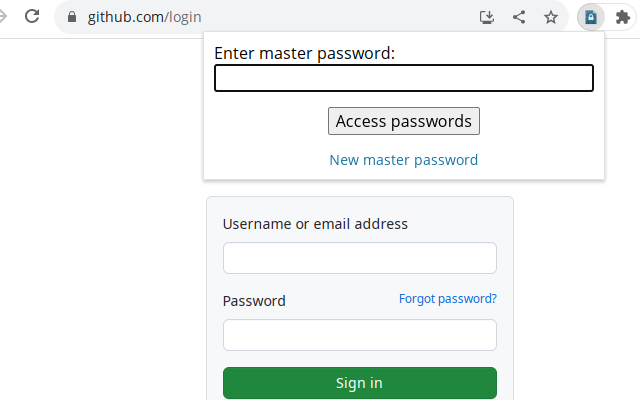 github.com/login
Enter master password:
Access passwords
New master password
Username or email address
Password
Forgot password?
Sign in